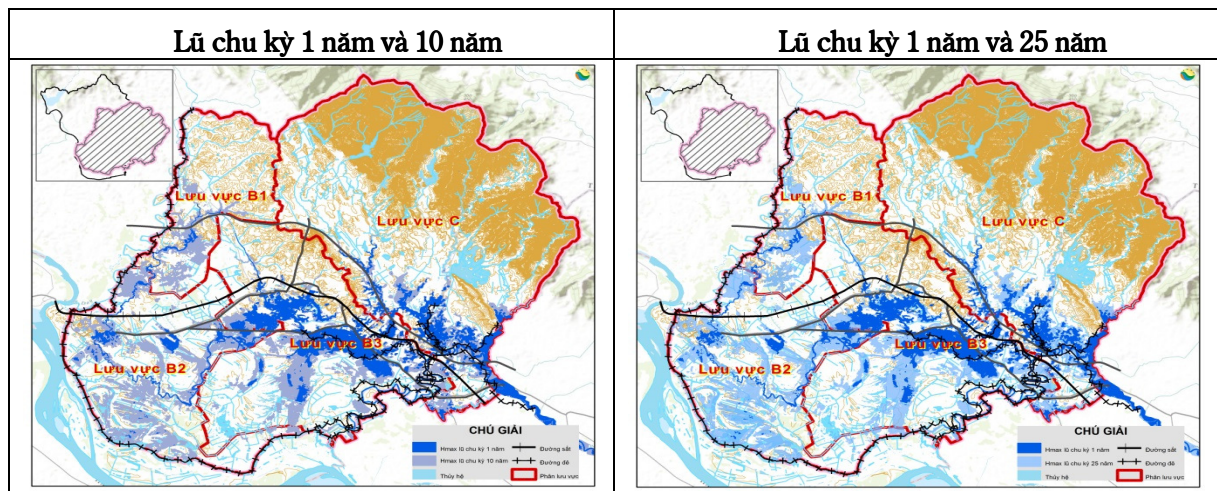 Lũ chu kỳ 1 năm và 10 năm
Lưu vực B1
Lưu vực C
Lưu vực B3
Lưu vực B2
CHÚ GIẢI
Hmax lũ chu kỳ 1 năm
Đường sắt
Hmax lũ chu kỳ 10 năm
Đường đê
Thủy hệ
Phân lưu vực
Lũ chu kỳ 1 năm và 25 năm
Lưu vực B1
Lưu vực C
Lưu vực B3
Lưu vực B2
CHÚ GIẢI
Hmax lũ chu kỳ 1 năm
Đường sắt
Hmax lũ chu kỳ 25 năm
Đường đê
Thủy hệ
Phân lưu vực